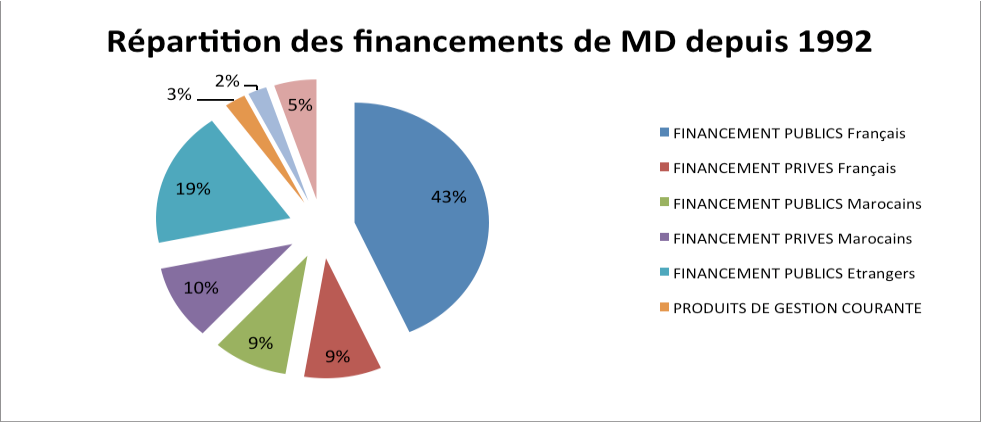 Répartition des financements de MD depuis 1992
2%
3%
5%
19%
43%
10%
9%
9%
FINANCEMENT PUBLICS Français
FINANCEMENT PRIVES Français
FINANCEMENT PUBLICS Marocains
FINANCEMENT PRIVES Marocains
FINANCEMENT PUBLICS Etrangers
PRODUITS DE GESTION COURANTE